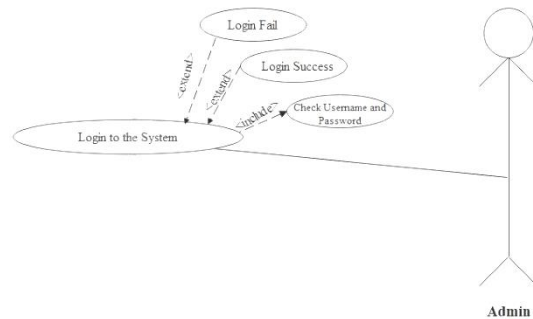 Login Fail
<extend>
Login Success
<extend>
<include>
Check Username and
Password
Login to the System
Admin